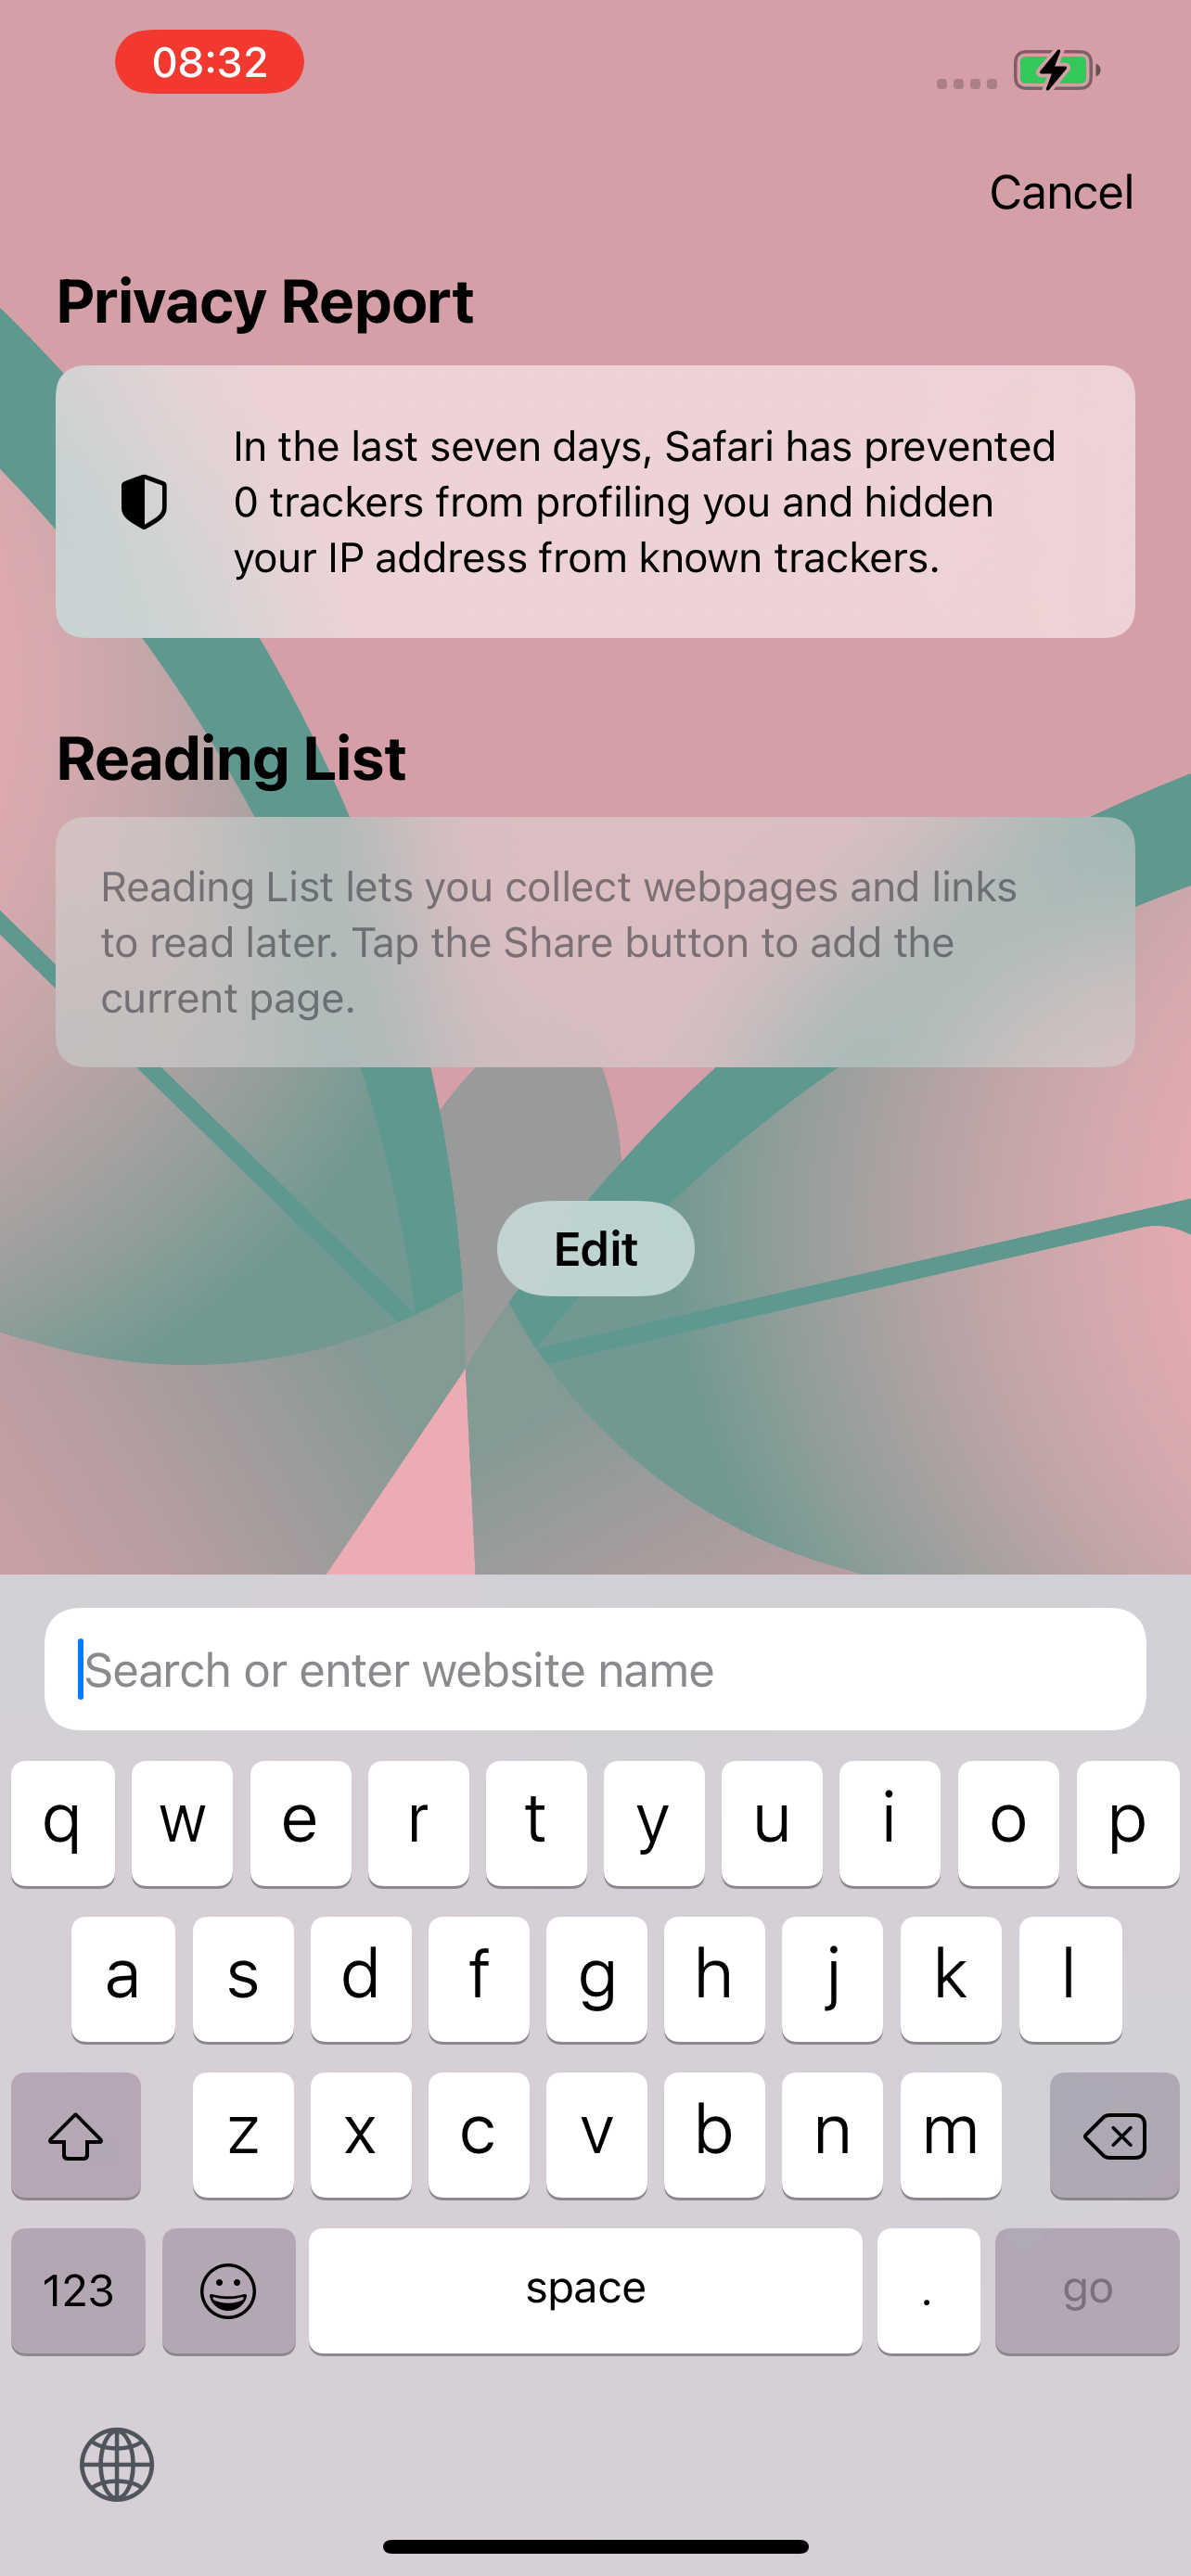 08:32
Cancel
Privacy Report
In the last seven days, Safari has prevented
0 trackers from profiling you and hidden
your IP address from known trackers.
Reading List
Reading List lets you collect webpages and links
to read later. Tap the Share button to add the
current page.
Edit
Search or enter website name
q w e r t y u i o p
a s d f g h j k l
z x c v b n m
123 space . go